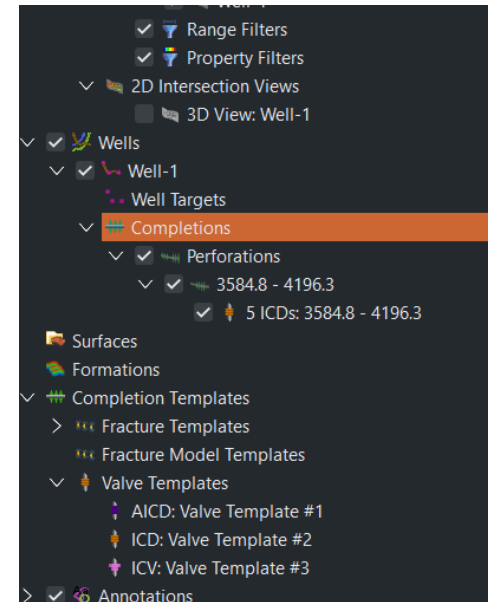 Well-1
Range Filters
Property Filters
2D Intersection Views
3D View: Well-1
Wells
Well-1
Well Targets
Completions
Perforations
3584.8 - 4196.3
5 ICDs: 3584.8 - 4196.3
Surfaces
Formations
Completion Templates
Fracture Templates
Fracture Model Templates
Valve Templates
AICD: Valve Template #1
ICD: Valve Template #2
ICV: Valve Template #3
Annotations